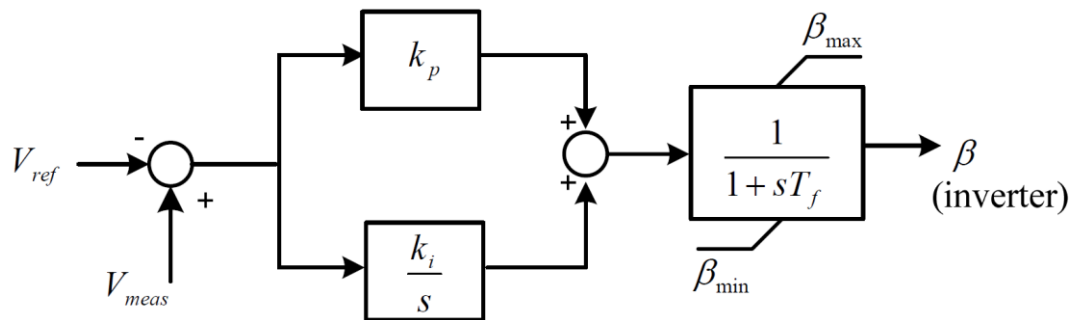 β_max
k_p
-
+
V_ref
+
+
1
1 + sT_f
β
(inverter)
k_i
s
V_meas
β_min